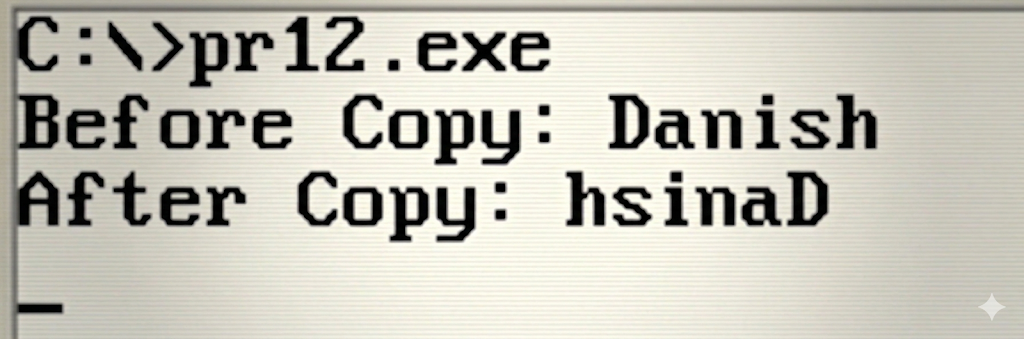 C:\>pr12.exe
Before Copy: Danish
After Copy: hsinaD
_